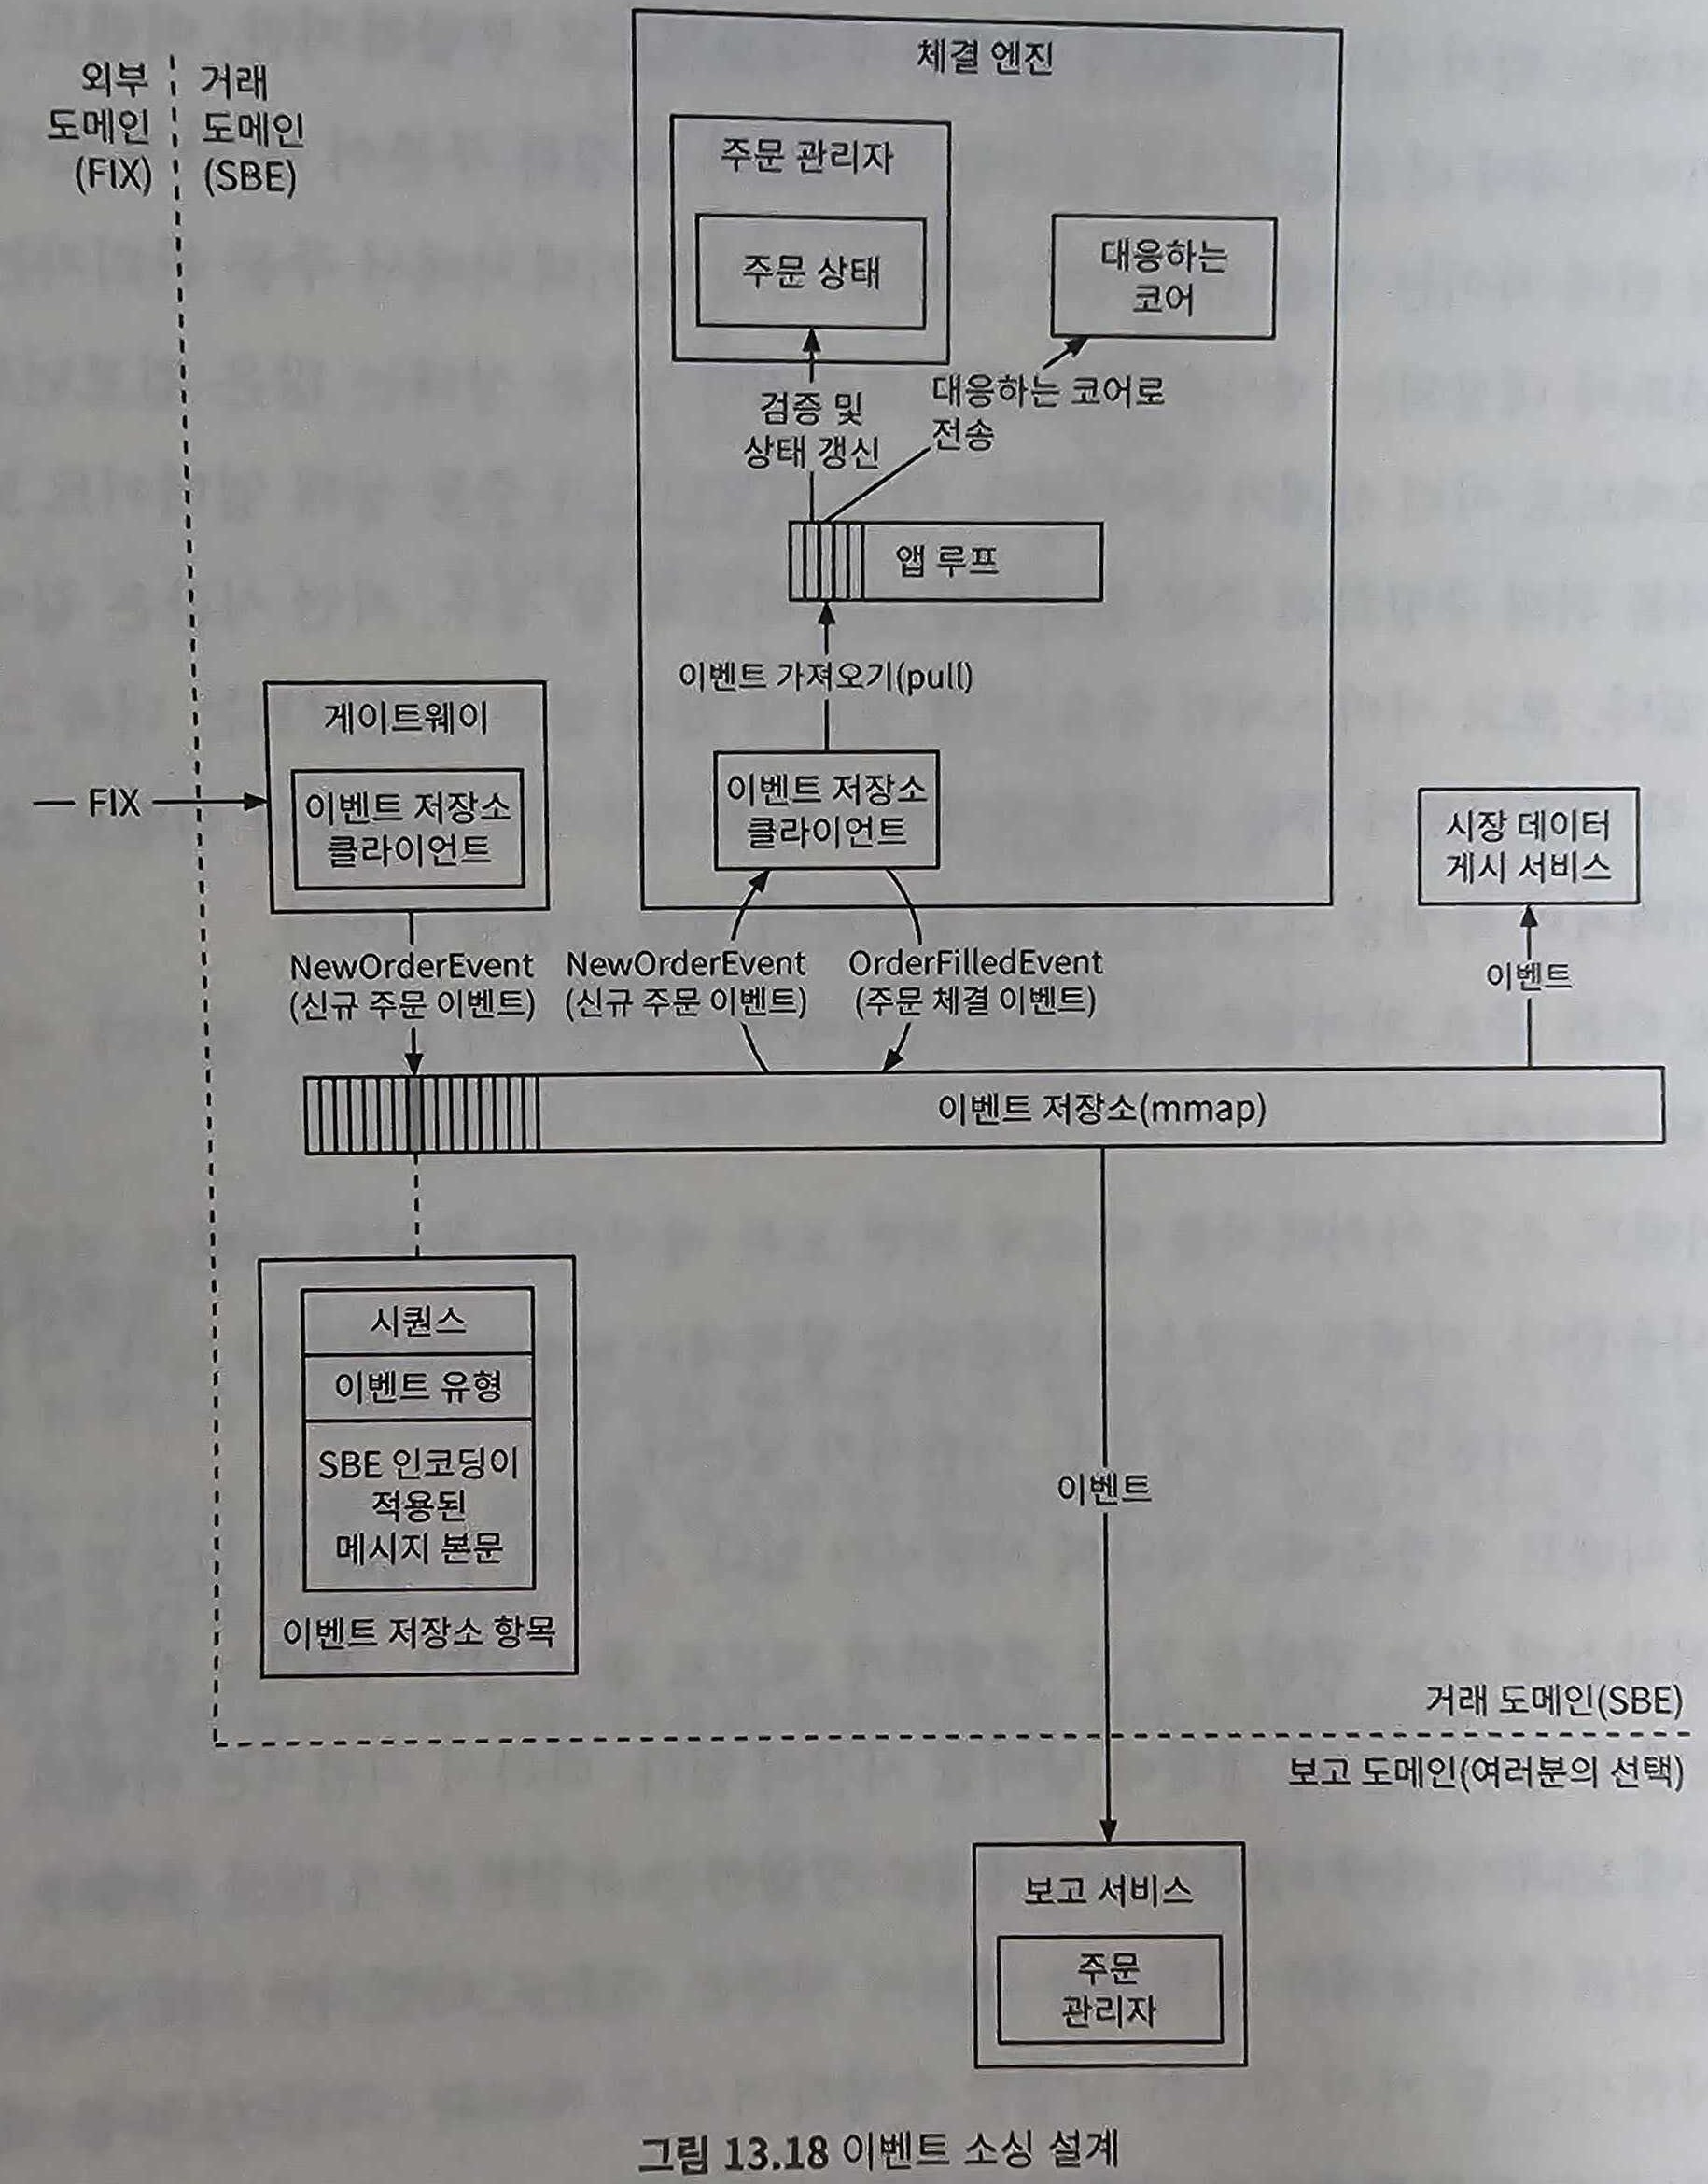 외부
도메인
(FIX)
거래
도메인
(SBE)
체결 엔진
주문 관리자
주문 상태
대응하는
코어
검증 및
상태 갱신
대응하는 코어로
전송
앱 루프
이벤트 가져오기(pull)
게이트웨이
이벤트 저장소
클라이언트
이벤트 저장소
클라이언트
FIX
시장 데이터
게시 서비스
NewOrderEvent
(신규 주문 이벤트)
NewOrderEvent
(신규 주문 이벤트)
OrderFilledEvent
(주문 체결 이벤트)
이벤트
이벤트 저장소(mmap)
시퀀스
이벤트 유형
SBE 인코딩이
적용된
메시지 본문
이벤트 저장소 항목
이벤트
거래 도메인(SBE)
보고 도메인(여러분의 선택)
보고 서비스
주문
관리자
그림 13.18 이벤트 소싱 설계